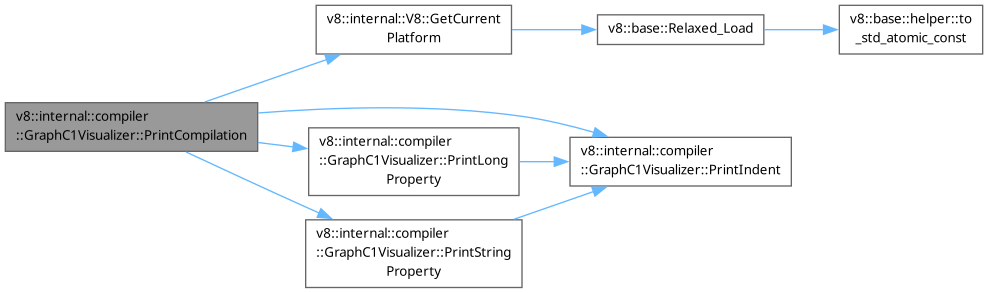 v8::internal::V8::GetCurrent
Platform
v8::base::Relaxed_Load
v8::base::helper::to
_std_atomic_const
v8::internal::compiler
::GraphC1Visualizer::PrintCompilation
v8::internal::compiler
::GraphC1Visualizer::PrintLong
Property
v8::internal::compiler
::GraphC1Visualizer::PrintIndent
v8::internal::compiler
::GraphC1Visualizer::PrintString
Property